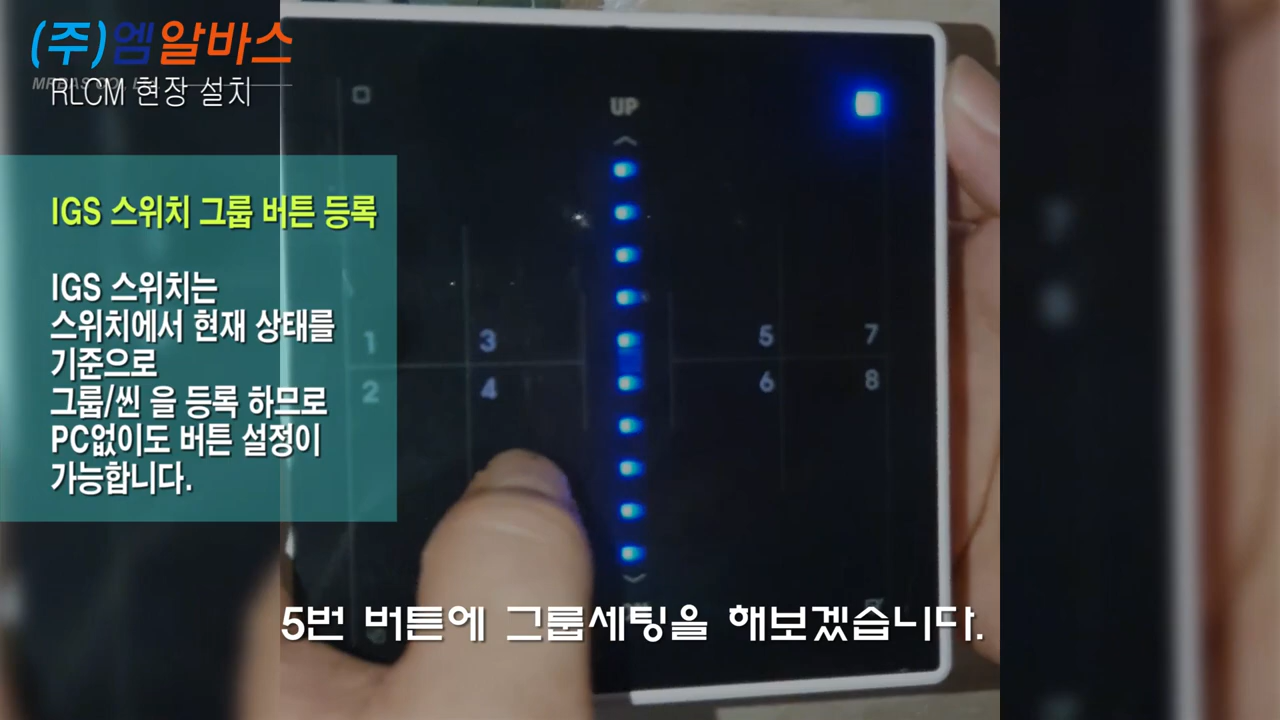 (주)엠알바스
MRBAS CO., L
RLCM 현장 설치
IGS 스위치 그룹 버튼 등록
IGS 스위치는
스위치에서 현재 상태를
기준으로
그룹/씬 을 등록 하므로
PC없이도 버튼 설정이
가능합니다.
UP
1 3 5 7
2 4 6 8
5번 버튼에 그룹세팅을 해보겠습니다.